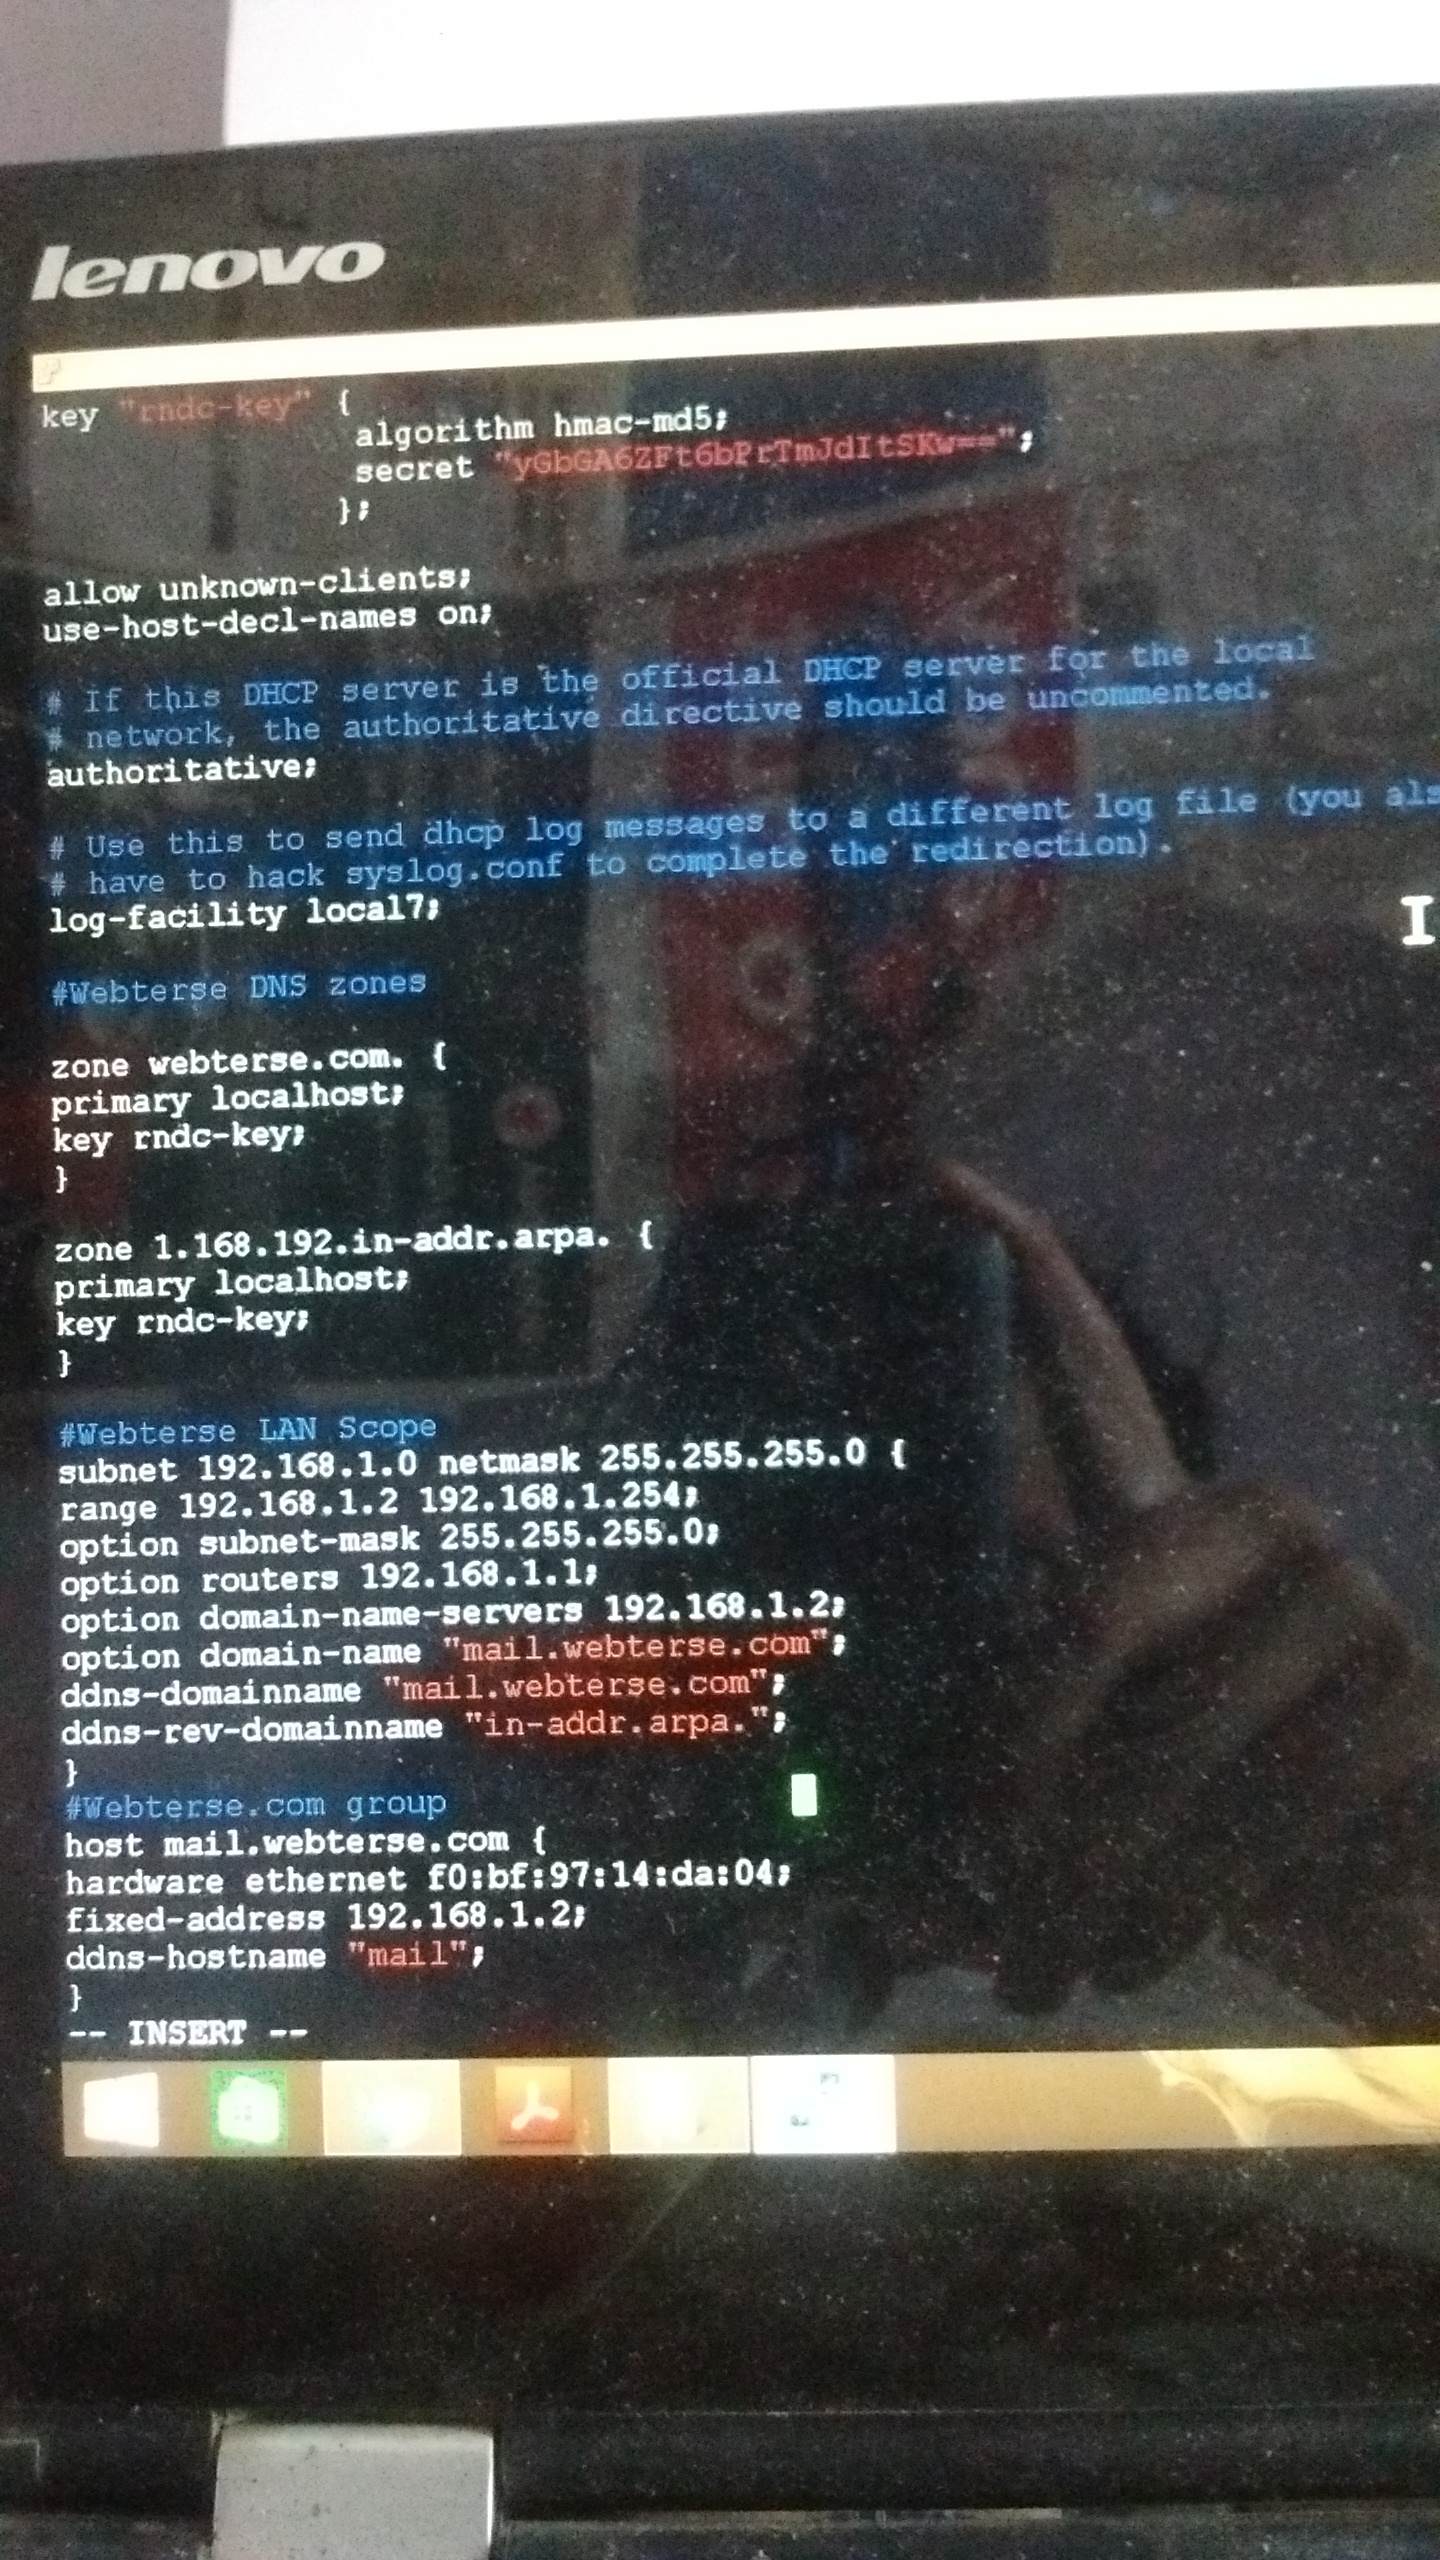 lenovo
key "rndc-key" {
algorithm hmac-md5;
secret "yGbGA6ZFt6bPrTmJdItSKw==";
};
allow unknown-clients;
use-host-decl-names on;
# If this DHCP server is the official DHCP server for the local
# network, the authoritative directive should be uncommented.
authoritative;
# Use this to send dhcp log messages to a different log file (you als
# have to hack syslog.conf to complete the redirection).
log-facility local7;
#Webterse DNS zones
zone webterse.com. {
primary localhost;
key rndc-key;
}
zone 1.168.192.in-addr.arpa. {
primary localhost;
key rndc-key;
}
#Webterse LAN Scope
subnet 192.168.1.0 netmask 255.255.255.0 {
range 192.168.1.2 192.168.1.254;
option subnet-mask 255.255.255.0;
option routers 192.168.1.1;
option domain-name-servers 192.168.1.2;
option domain-name "mail.webterse.com";
ddns-domainname "mail.webterse.com";
ddns-rev-domainname "in-addr.arpa.";
}
#Webterse.com group
host mail.webterse.com {
hardware ethernet f0:bf:97:14:da:04;
fixed-address 192.168.1.2;
ddns-hostname "mail";
}
-- INSERT --